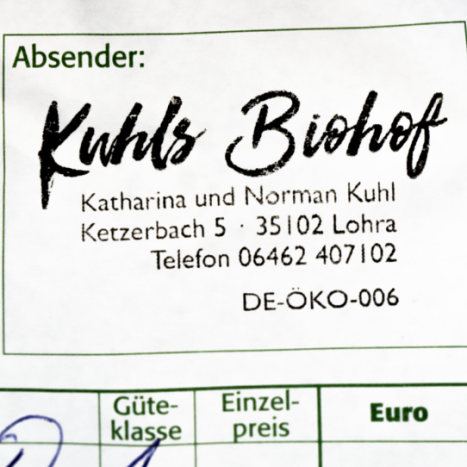 Absender:
Kuhls Biohof
Katharina und Norman Kuhl
Ketzerbach 5 · 35102 Lohra
Telefon 06462 407102
DE-ÖKO-006
Güte-
klasse
Einzel-
preis
Euro